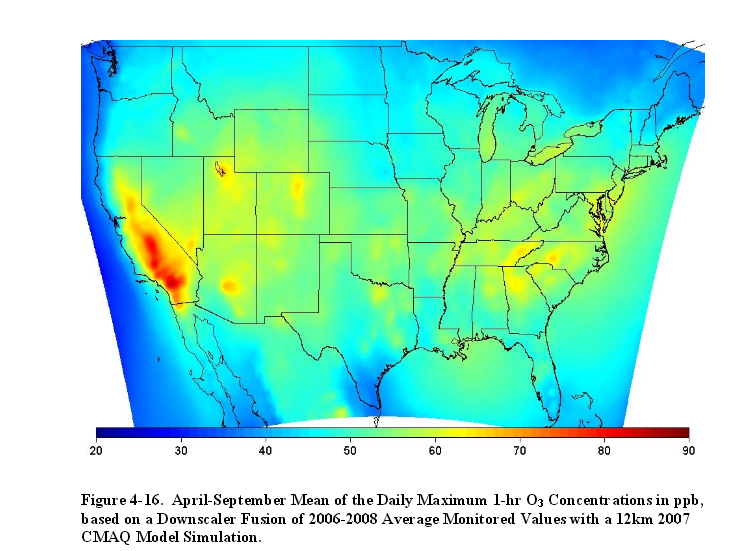 20 30 40 50 60 70 80 90
Figure 4-16. April-September Mean of the Daily Maximum 1-hr O₃ Concentrations in ppb,
based on a Downscaler Fusion of 2006-2008 Average Monitored Values with a 12km 2007
CMAQ Model Simulation.